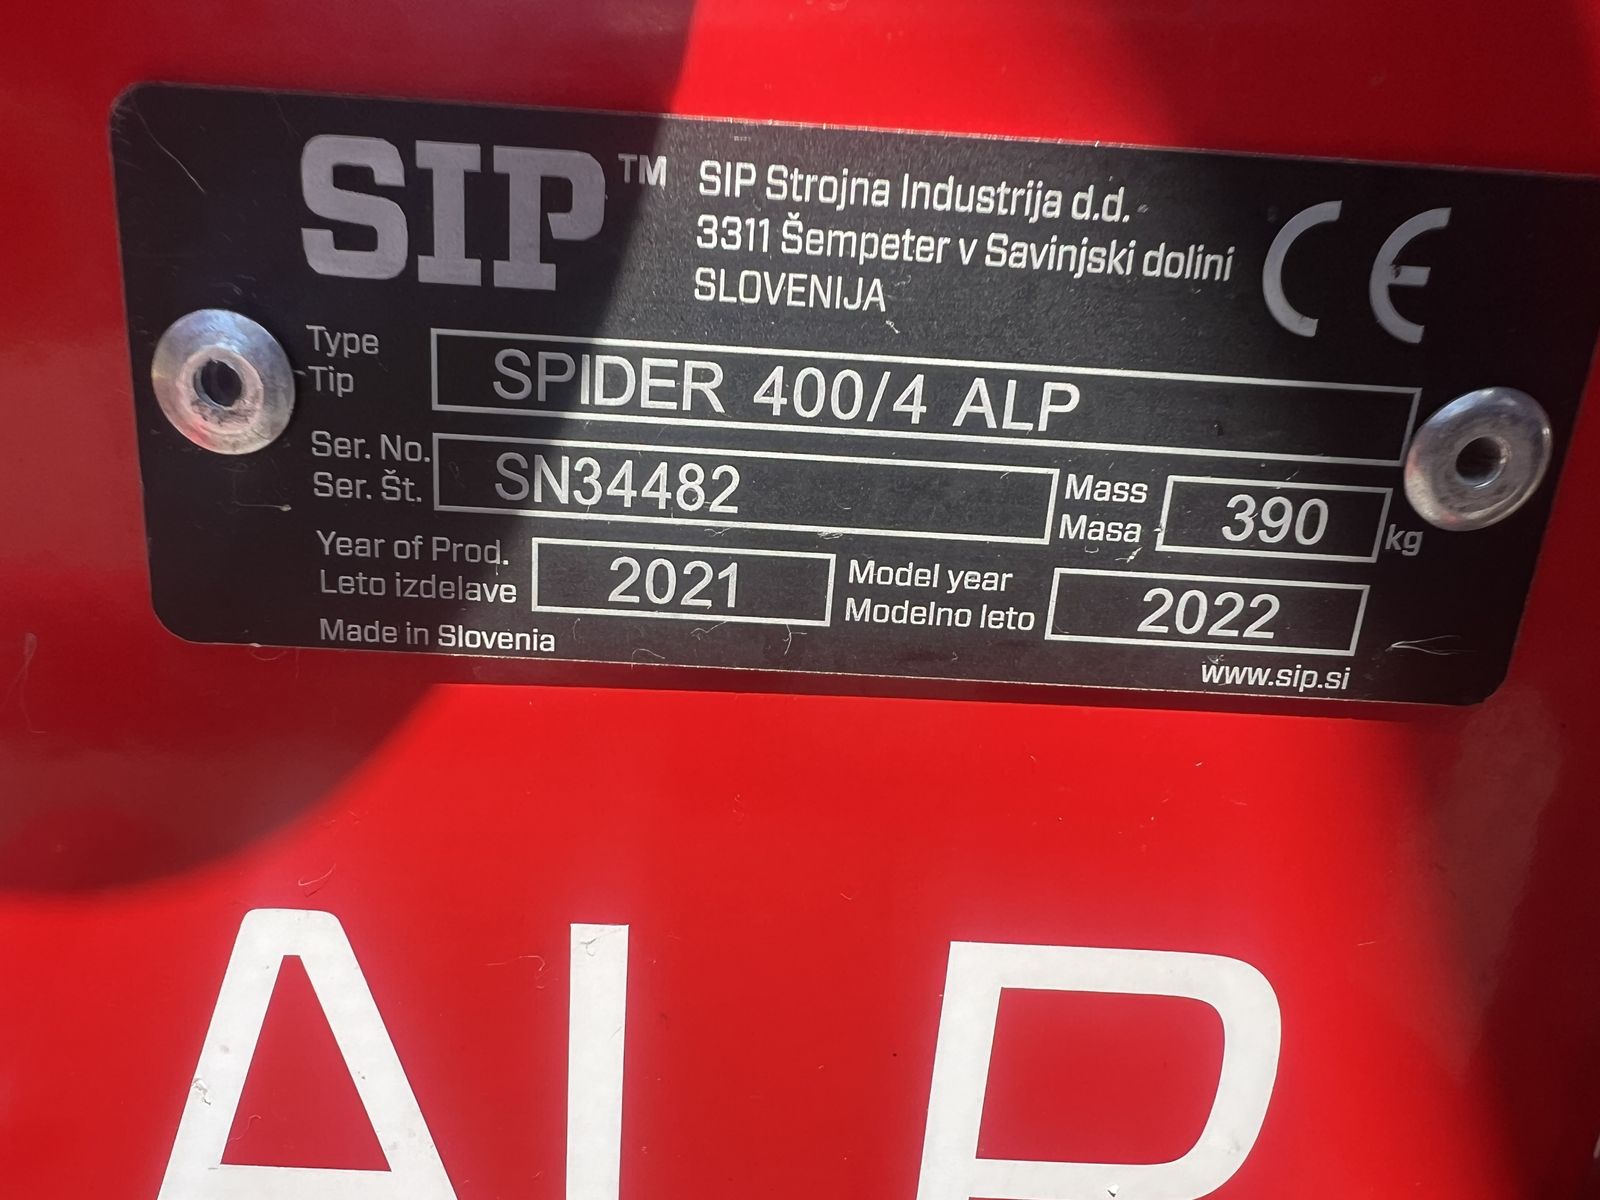 SIP™
SIP Strojna Industrija d.d.
3311 Šempeter v Savinjski dolini
SLOVENIJA
CE
Type
Tip
SPIDER 400/4 ALP
Ser. No.
Ser. Št.
SN34482
Mass
Masa
390
kg
Year of Prod.
Leto izdelave
2021
Model year
Modelno leto
2022
Made in Slovenia
www.sip.si
ALP